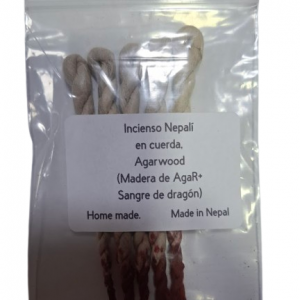 Incienso Nepalí
en cuerda.
Agarwood
(Madera de AgaR+
Sangre de dragón)
Home made. Made in Nepal